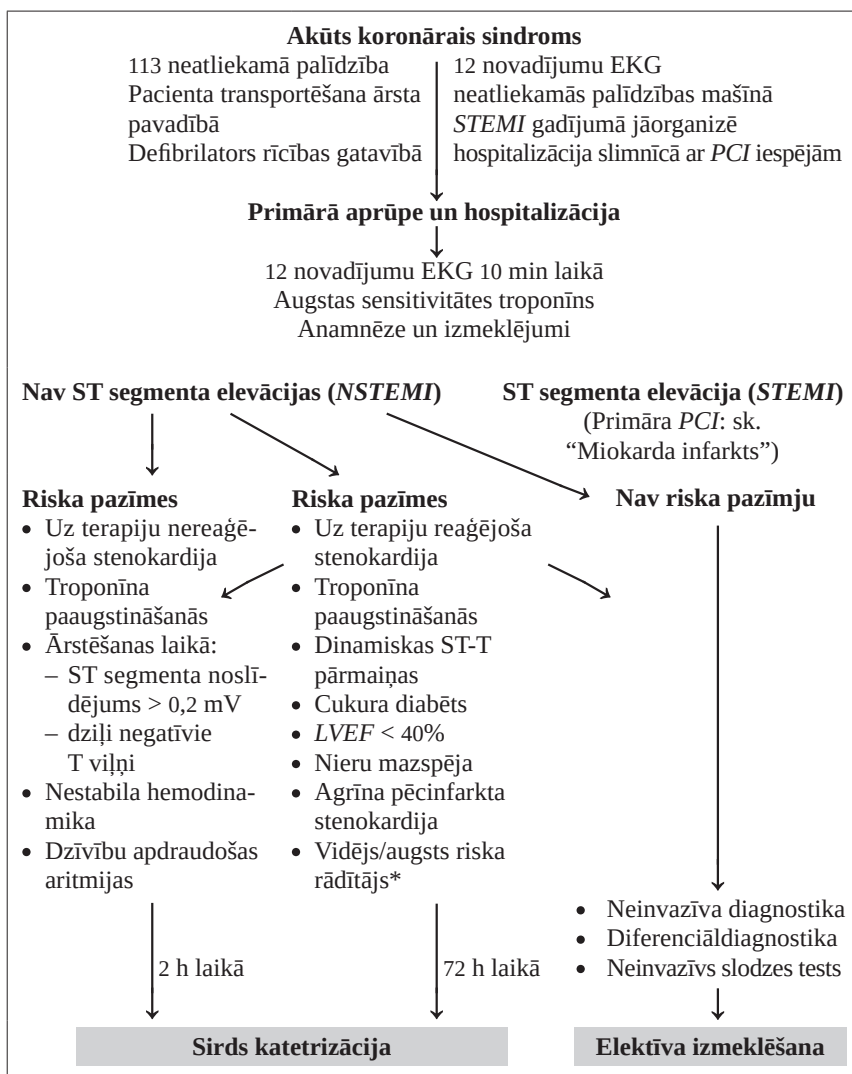 Akūts koronārais sindroms
113 neatliekamā palīdzība
Pacienta transportēšana ārsta
pavadībā
Defibrilators rīcības gatavībā
12 novadījumu EKG
neatliekamās palīdzības mašīnā
STEMI gadījumā jāorganizē
hospitalizācija slimnīcā ar PCI iespējām
Primārā aprūpe un hospitalizācija
12 novadījumu EKG 10 min laikā
Augstas sensitivitātes troponīns
Anamnēze un izmeklējumi
Nav ST segmenta elevācijas (NSTEMI)
ST segmenta elevācija (STEMI)
(Primāra PCI: sk.
“Miokarda infarkts”)
Riska pazīmes
• Uz terapiju nereaģē-
joša stenokardija
• Troponīna
paaugstināšanās
• Ārstēšanas laikā:
– ST segmenta noslī-
dējums > 0,2 mV
– dziļi negatīvie
T viļņi
• Nestabila hemodina-
mika
• Dzīvību apdraudošas
aritmijas
2 h laikā
Riska pazīmes
• Uz terapiju reaģējoša
stenokardija
• Troponīna
paaugstināšanās
• Dinamiskas ST-T
pārmaiņas
• Cukura diabēts
• LVEF < 40%
• Nieru mazspēja
• Agrīna pēcinfarkta
stenokardija
• Vidējs/augsts riska
rādītājs*
72 h laikā
Nav riska pazīmju
• Neinvazīva diagnostika
• Diferenciāldiagnostika
• Neinvazīvs slodzes tests
Sirds katetrizācija
Elektīva izmeklēšana